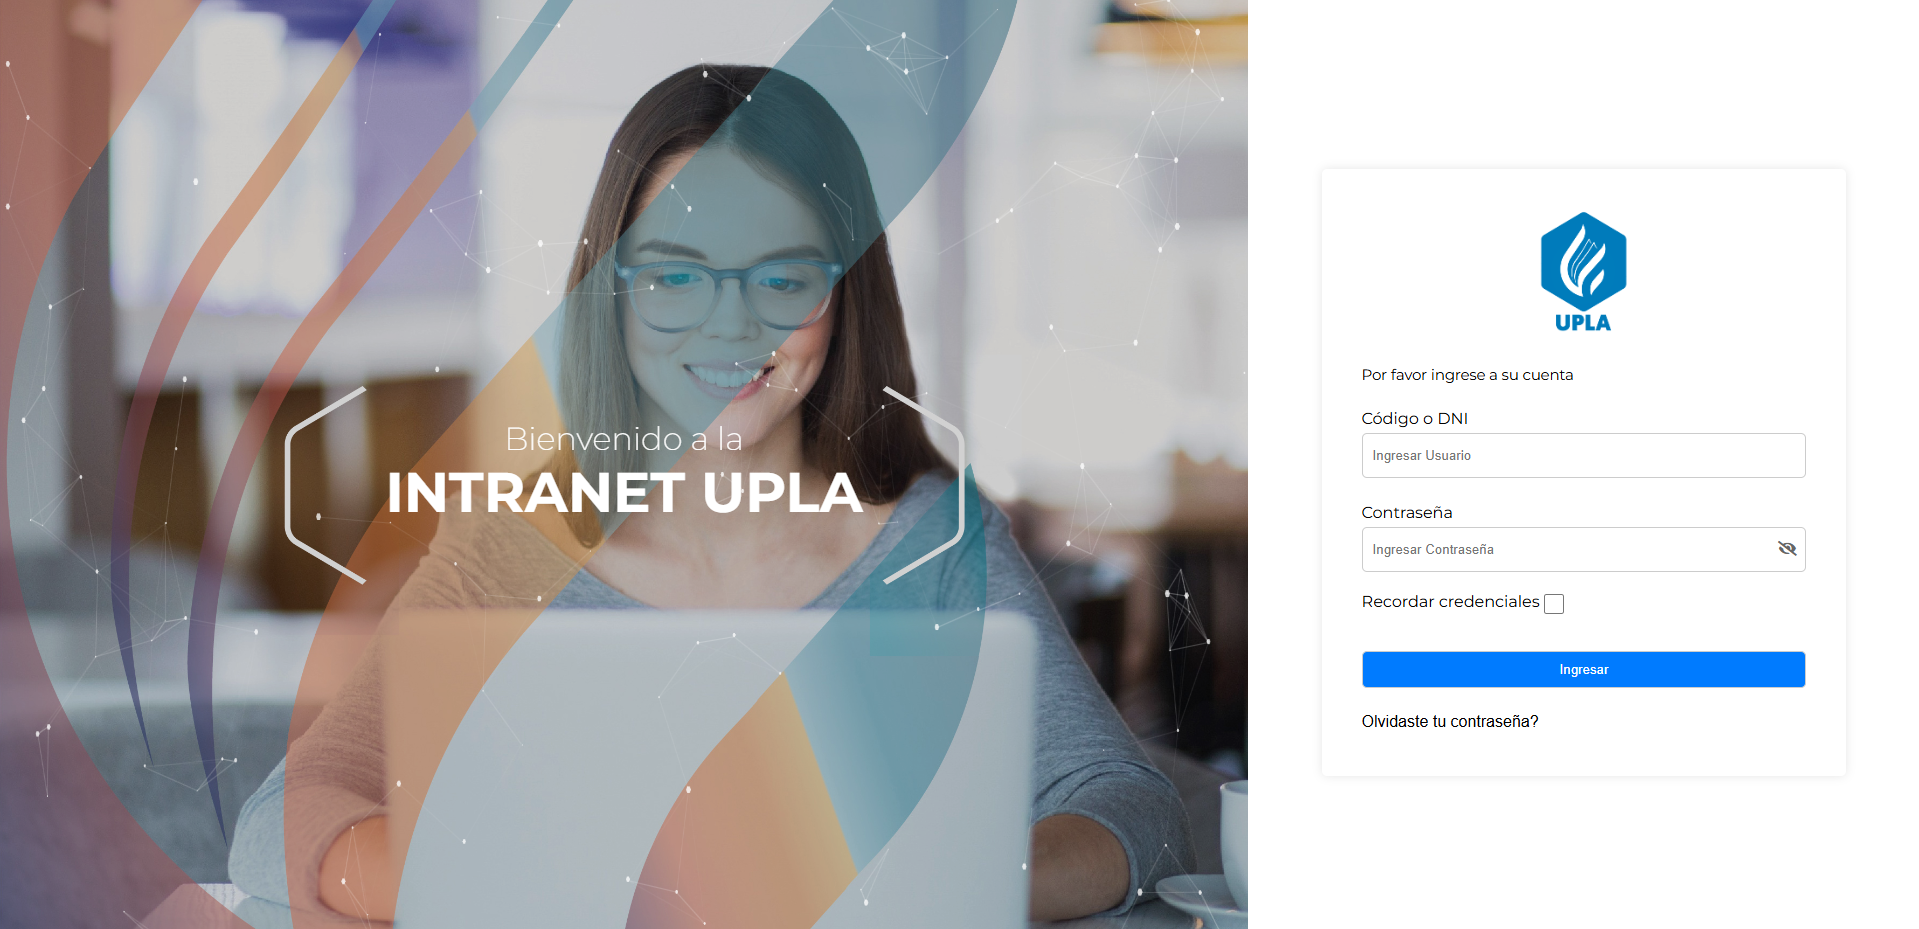 Bienvenido a la
INTRANET UPLA
UPLA
Por favor ingrese a su cuenta
Código o DNI
Ingresar Usuario
Contraseña
Ingresar Contraseña
Recordar credenciales
Ingresar
Olvidaste tu contraseña?